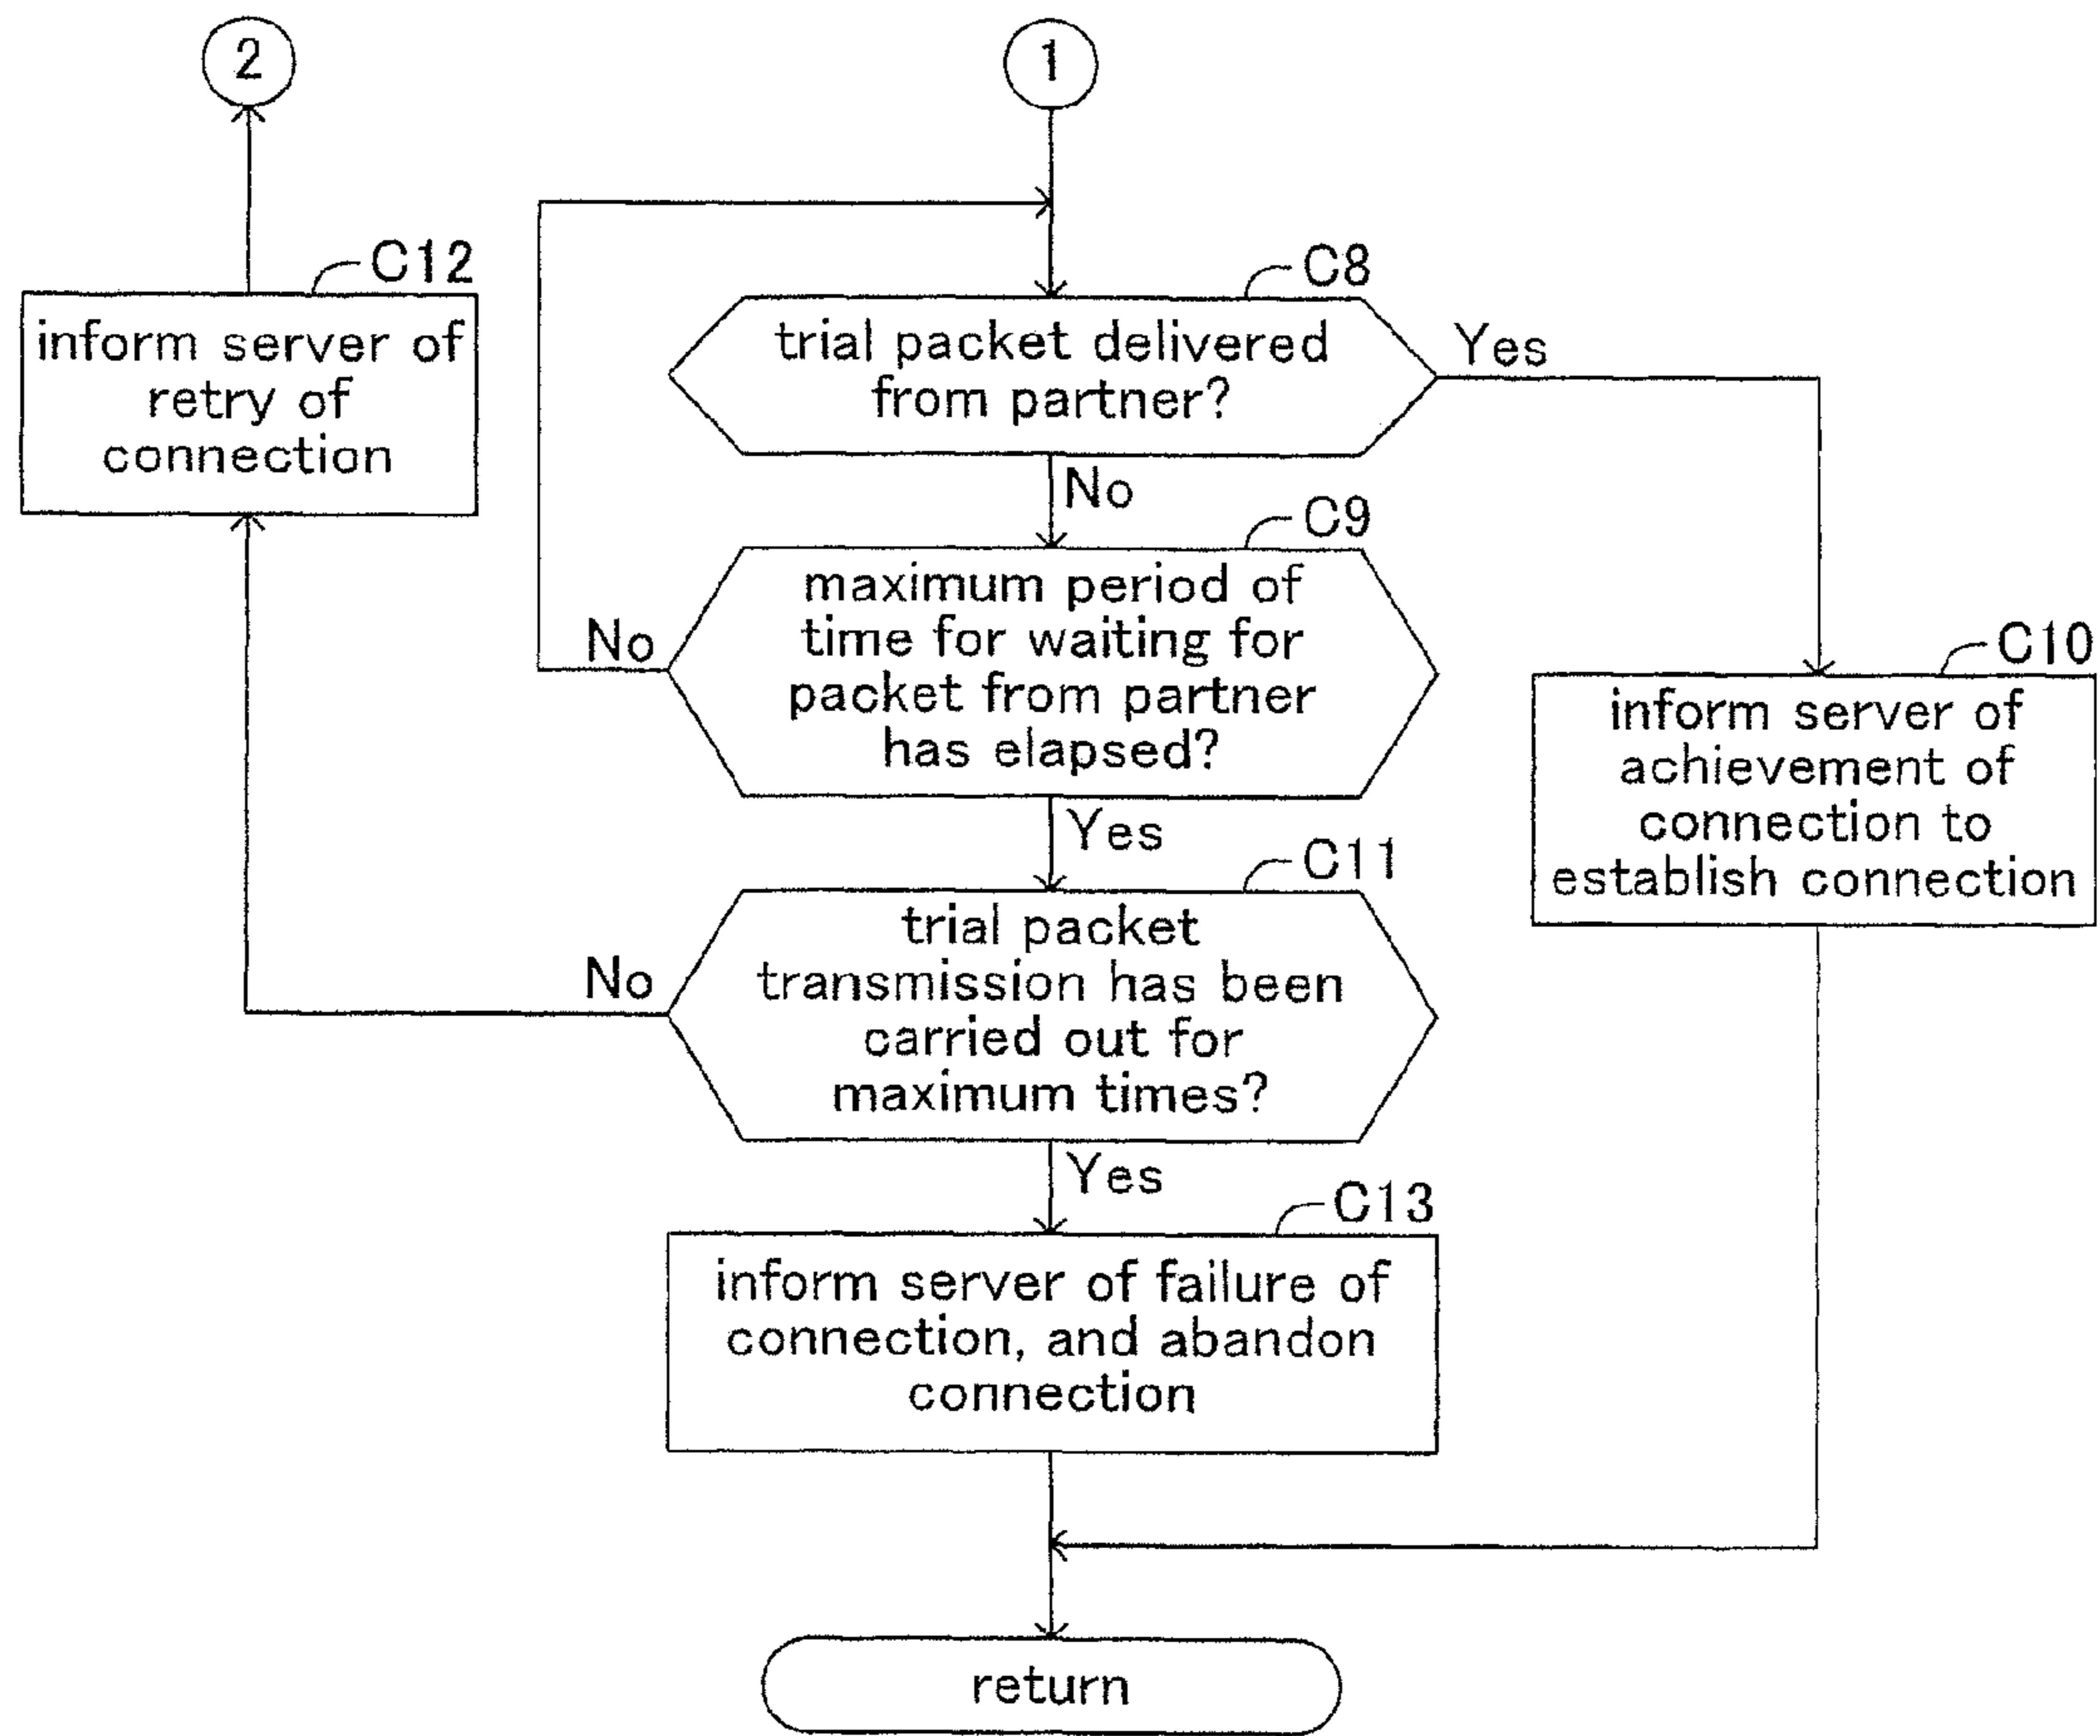 2
1
C12
inform server of
retry of
connection
C8
trial packet delivered
from partner?
Yes
No
C9
maximum period of
time for waiting for
packet from partner
has elapsed?
No
Yes
C10
inform server of
achievement of
connection to
establish connection
C11
trial packet
transmission has been
carried out for
maximum times?
No
Yes
C13
inform server of failure of
connection, and abandon
connection
return